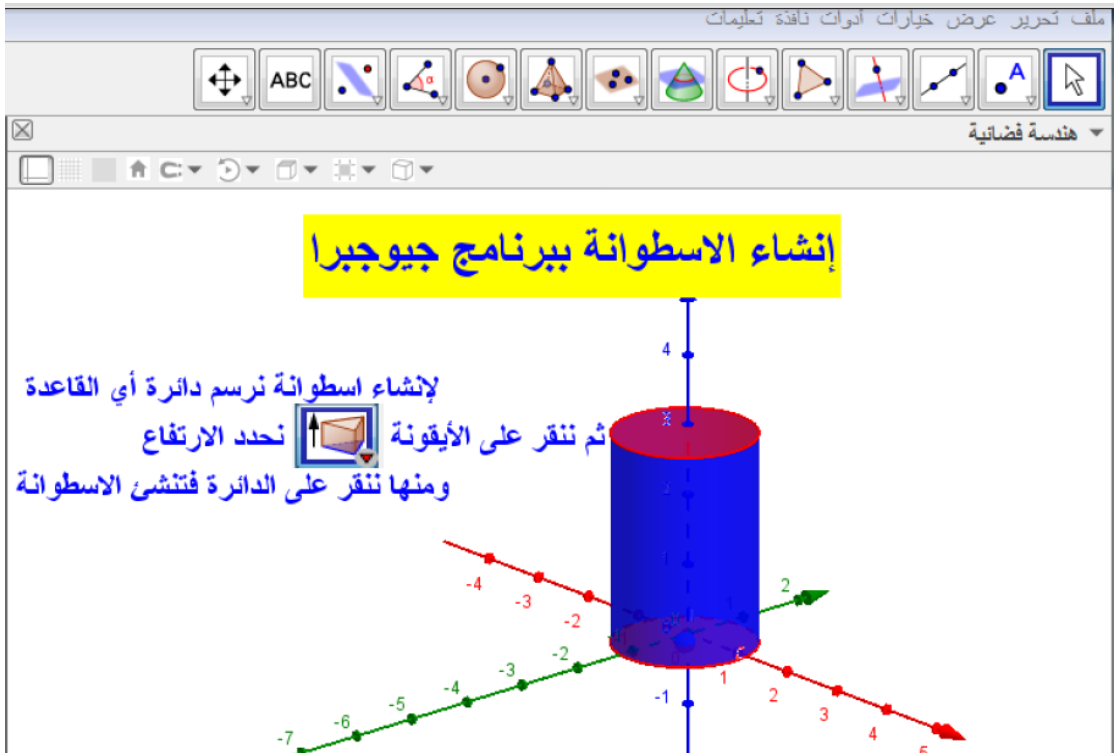 ملف تحرير عرض خيارات أدوات نافذة تعليمات
ABC
α
A
هندسة فضائية
إنشاء الاسطوانة ببرنامج جيوجبرا
لإنشاء اسطوانة نرسم دائرة أي القاعدة
ثم ننقر على الأيقونة نحدد الارتفاع
ومنها ننقر على الدائرة فتنشئ الاسطوانة
4
-4
-3
-2
2
1
-2
-3
-4
-5
-6
-7
-1
1
2
3
4
5